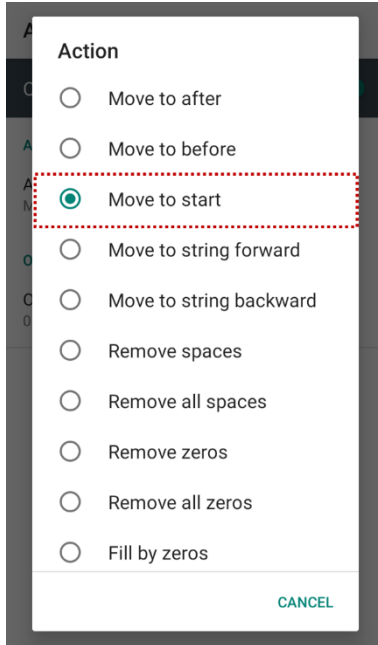 Action
Move to after
Move to before
Move to start
Move to string forward
Move to string backward
Remove spaces
Remove all spaces
Remove zeros
Remove all zeros
Fill by zeros
CANCEL